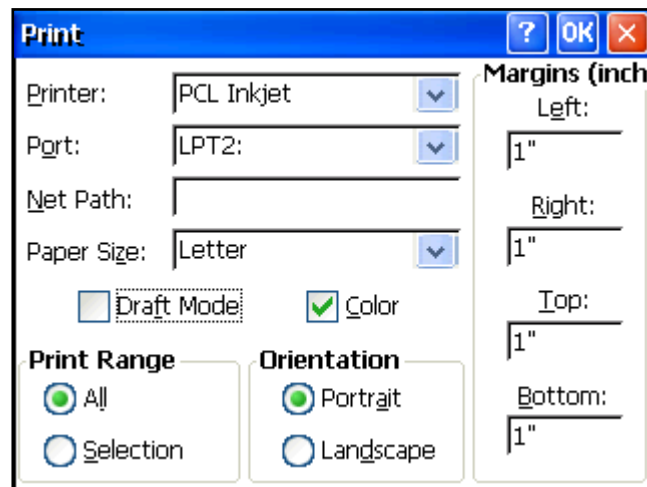 Print ? OK
Margins (inch
Printer: PCL Inkjet
Port: LPT2:
Net Path:
Paper Size: Letter
Draft Mode Color
Print Range
All
Selection
Orientation
Portrait
Landscape
Left:
1"
Right:
1"
Top:
1"
Bottom:
1"